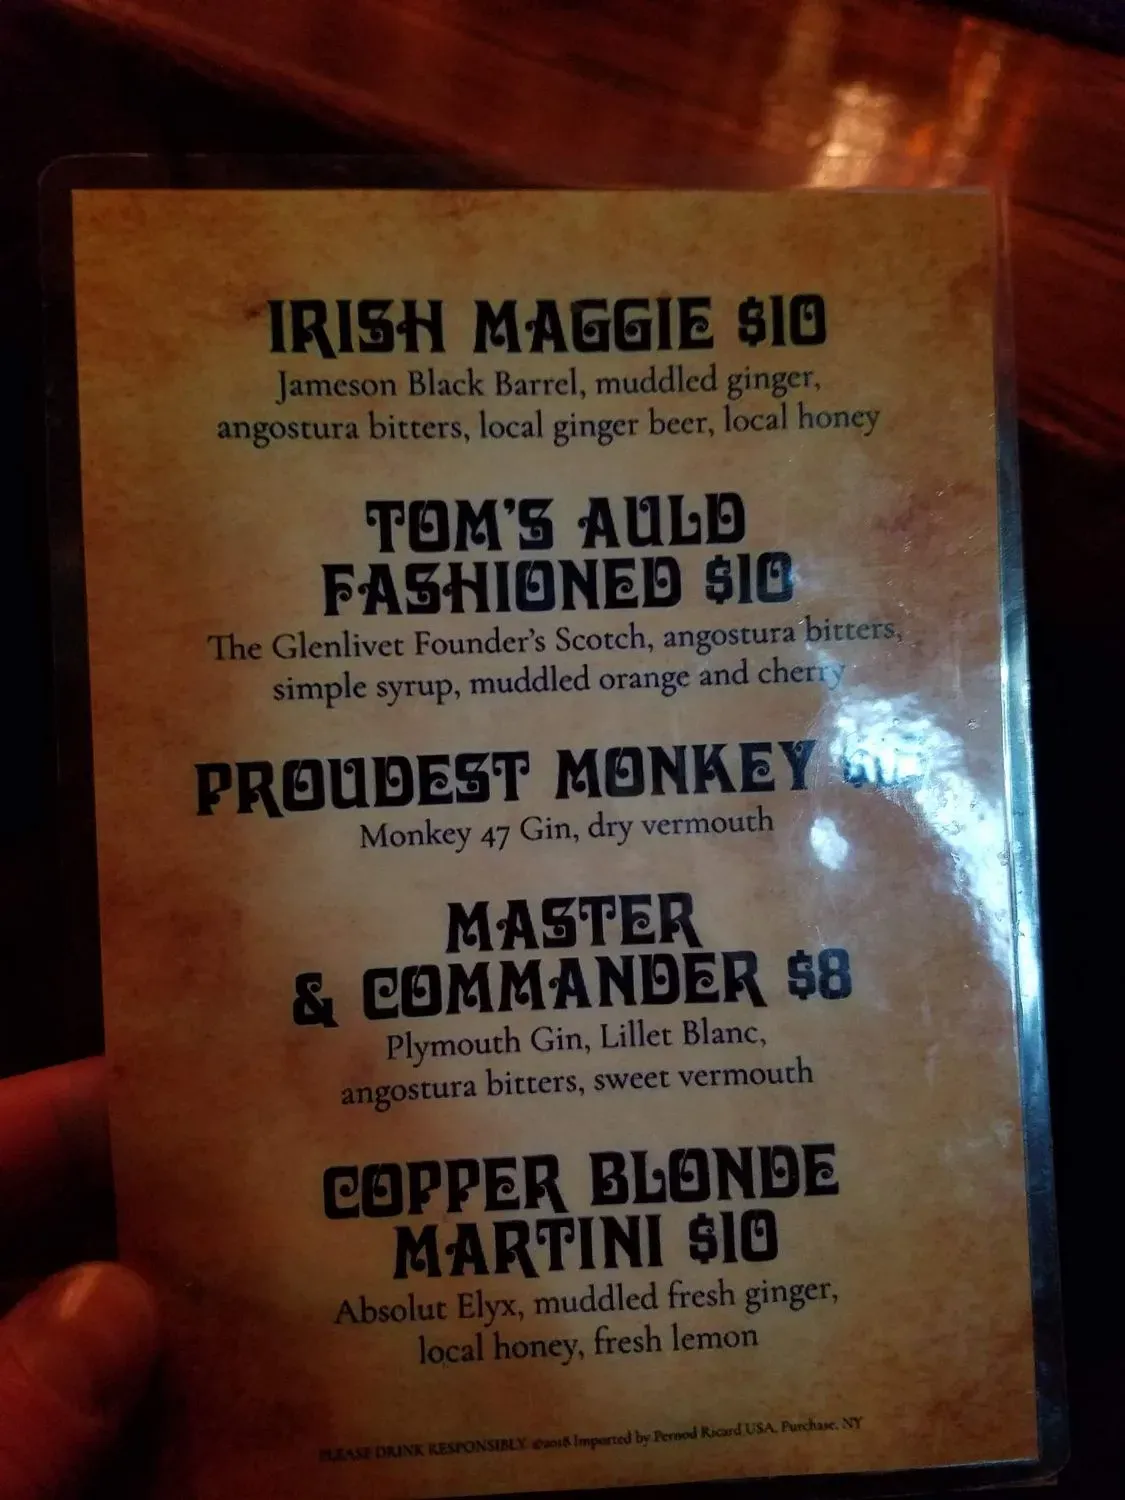 IRISH MAGGIE $10
Jameson Black Barrel, muddled ginger,
angostura bitters, local ginger beer, local honey
TOM'S AULD
FASHIONED $10
The Glenlivet Founder's Scotch, angostura bitters,
simple syrup, muddled orange and cherry
PROUDEST MONKEY
Monkey 47 Gin, dry vermouth
MASTER
& COMMANDER $8
Plymouth Gin, Lillet Blanc,
angostura bitters, sweet vermouth
COPPER BLONDE
MARTINI $10
Absolut Elyx, muddled fresh ginger,
local honey, fresh lemon
PLEASE DRINK RESPONSIBLY. ©2018 Imported by Pernod Ricard USA, Purchase, NY